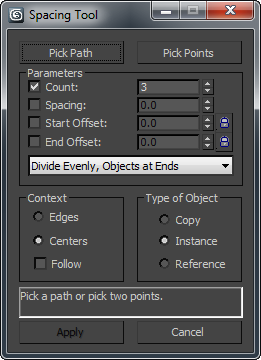 Spacing Tool
Pick Path Pick Points
Parameters
Count: 3
Spacing: 0.0
Start Offset: 0.0
End Offset: 0.0
Divide Evenly, Objects at Ends
Context Type of Object
Edges Copy
Centers Instance
Follow Reference
Pick a path or pick two points.
Apply Cancel